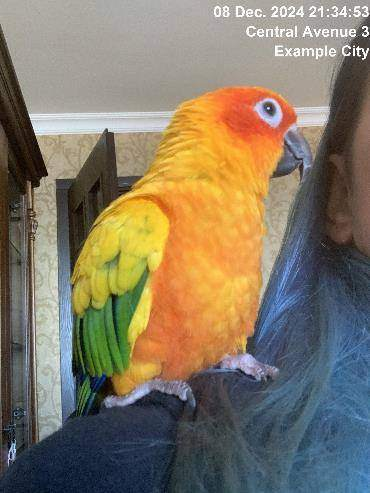 08 Dec. 2024 21:34:53
Central Avenue 3
Example City